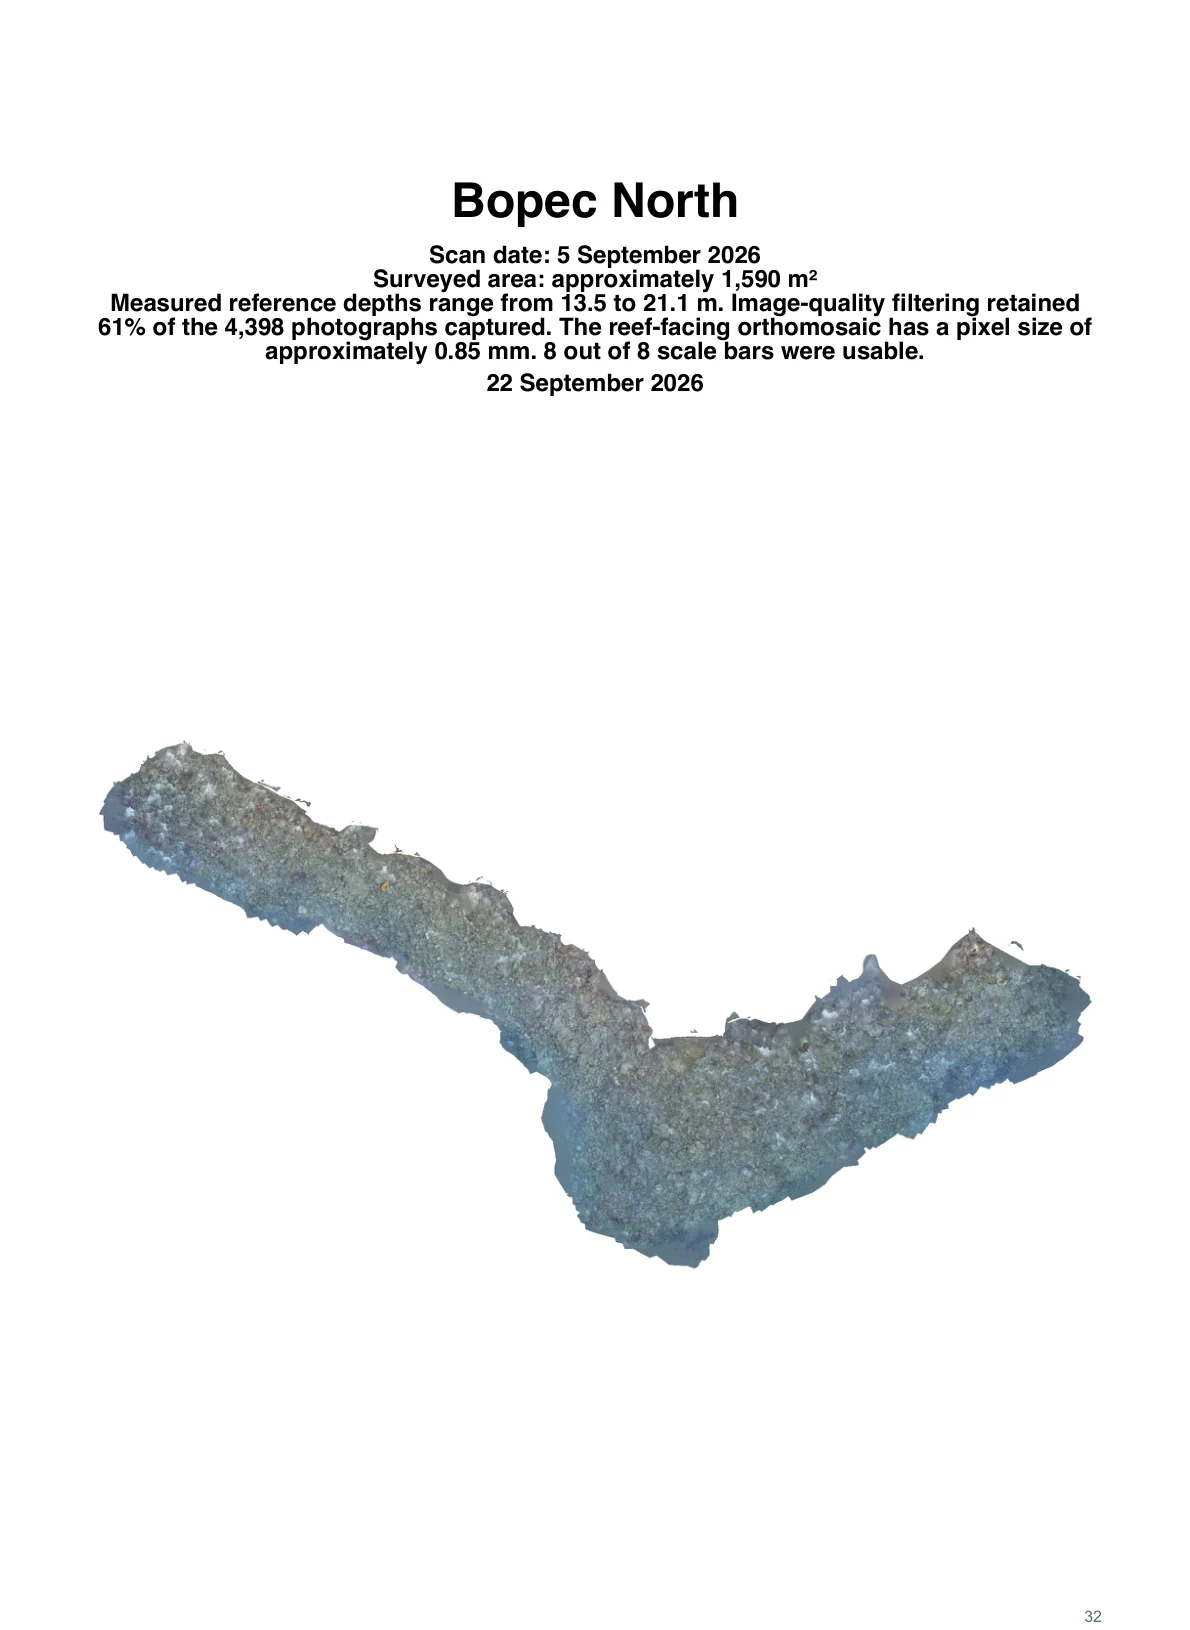 Bopec North
Scan date: 5 September 2026
Surveyed area: approximately 1,590 m²
Measured reference depths range from 13.5 to 21.1 m. Image-quality filtering retained
61% of the 4,398 photographs captured. The reef-facing orthomosaic has a pixel size of
approximately 0.85 mm. 8 out of 8 scale bars were usable.
22 September 2026
32